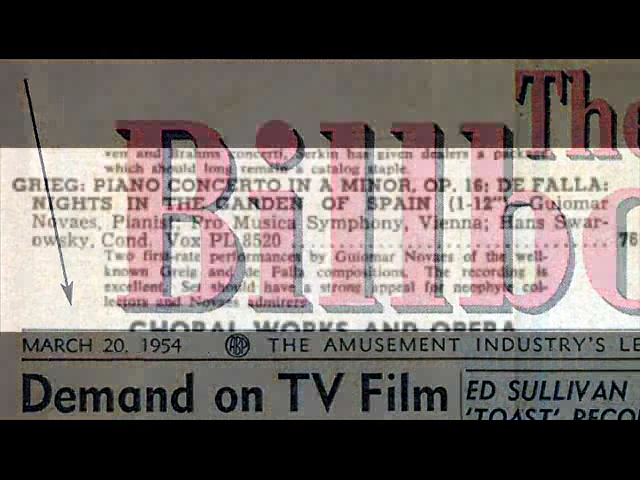 The
Billbo
ven and Brahms concerti, Serkin has given dealers a package
which should long remain a catalog staple.
GRIEG: PIANO CONCERTO IN A MINOR, OP. 16; DE FALLA:
NIGHTS IN THE GARDEN OF SPAIN (1-12") Guiomar
Novaes, Pianist; Pro Musica Symphony, Vienna; Hans Swar-
owsky, Cond. Vox PL 8520 .......... 76
Two first-rate performances by Guiomar Novaes of the well-
known Grieg and de Falla compositions. The recording is
excellent. Set should have a strong appeal for neophyte col-
lectors and Novaes admirers.
CHORAL WORKS AND OPERA
MARCH 20, 1954 THE AMUSEMENT INDUSTRY'S LE
Demand on TV Film
ED SULLIVAN
'TOAST' RECO